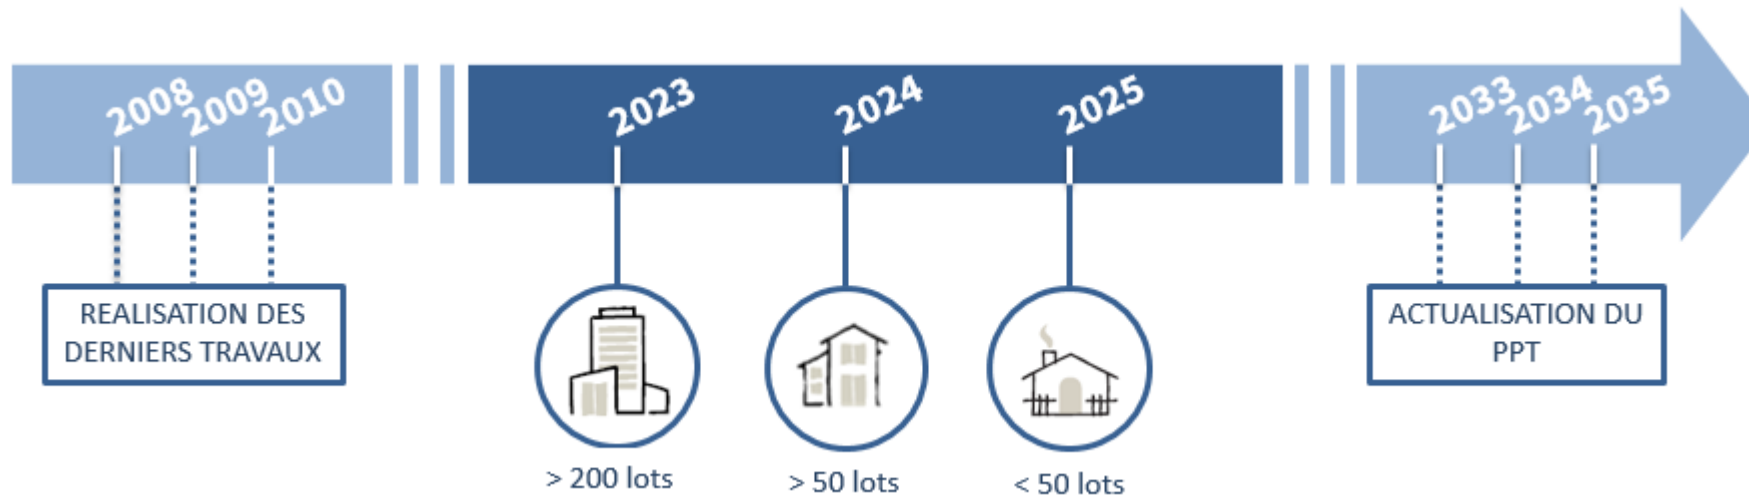 2008
2009
2010
2023
2024
2025
2033
2034
2035
REALISATION DES
DERNIERS TRAVAUX
> 200 lots
> 50 lots
< 50 lots
ACTUALISATION DU
PPT